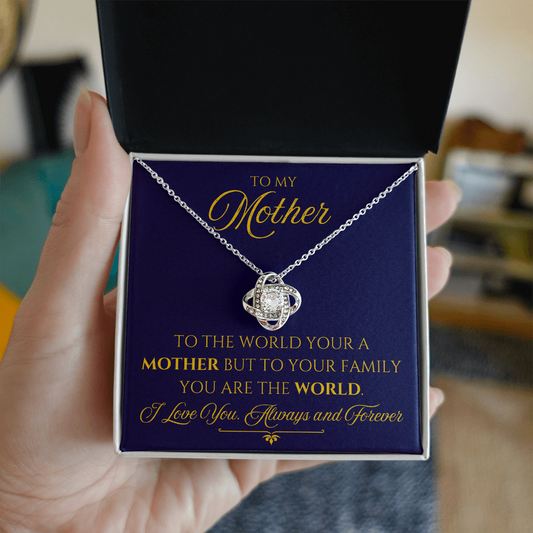 TO MY
Mother
TO THE WORLD YOUR A
MOTHER BUT TO YOUR FAMILY
YOU ARE THE WORLD.
I Love You, Always and Forever